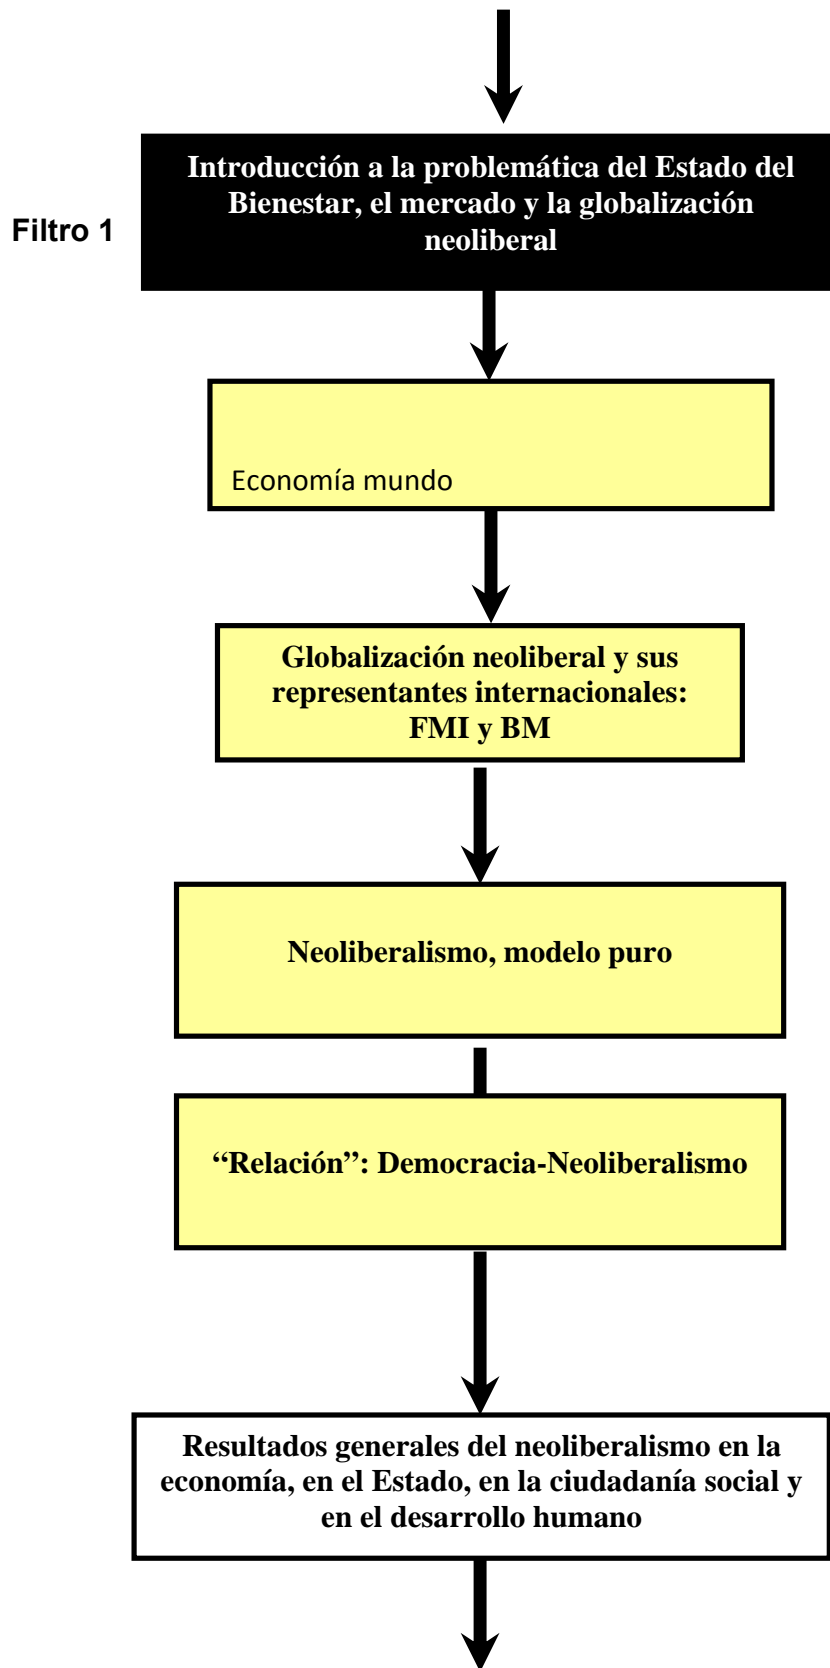 Introducción a la problemática del Estado del
Bienestar, el mercado y la globalización
neoliberal
Filtro 1
Economía mundo
Globalización neoliberal y sus
representantes internacionales:
FMI y BM
Neoliberalismo, modelo puro
“Relación”: Democracia-Neoliberalismo
Resultados generales del neoliberalismo en la
economía, en el Estado, en la ciudadanía social y
en el desarrollo humano